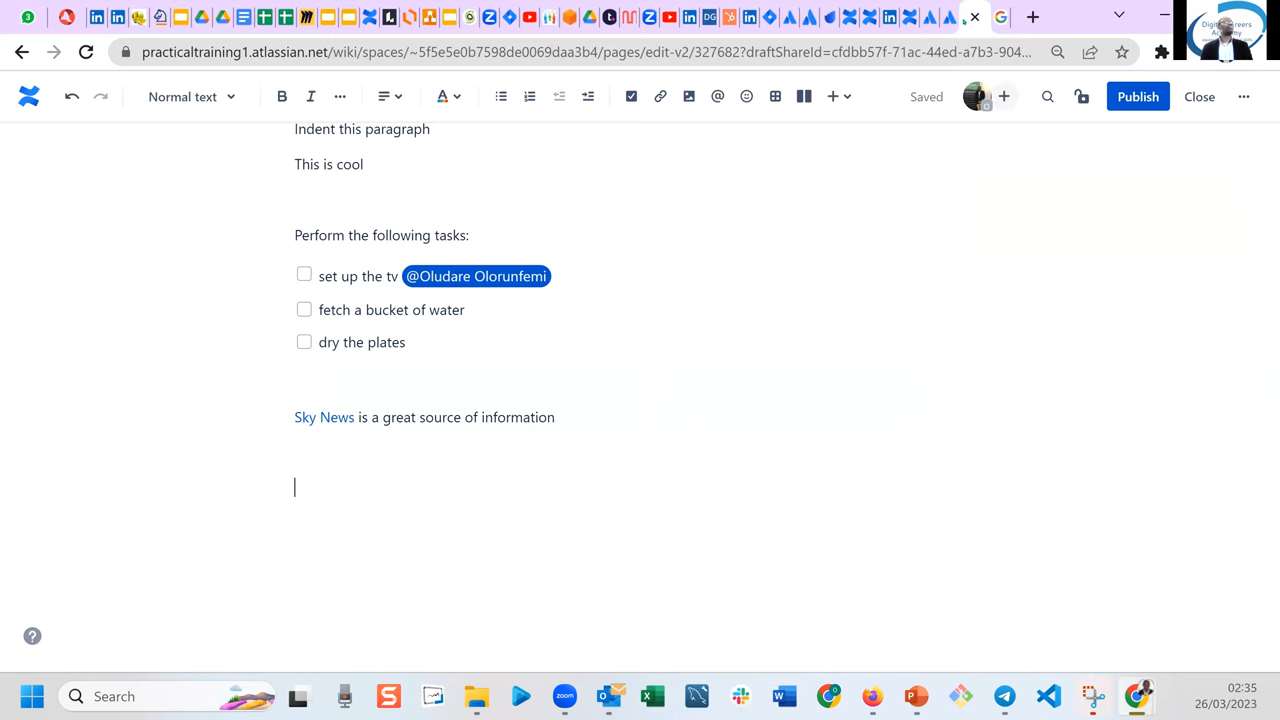 practicaltraining1.atlassian.net/wiki/spaces/~5f5e5e0b7598de0069daa3b4/pages/edit-v2/327682?draftShareId=cfdbb57f-71ac-44ed-a7b3-904...
Normal text
Saved
Publish
Close
Indent this paragraph
This is cool
Perform the following tasks:
set up the tv @Oludare Olorunfemi
fetch a bucket of water
dry the plates
Sky News is a great source of information
Search
zoom
02:35
26/03/2023